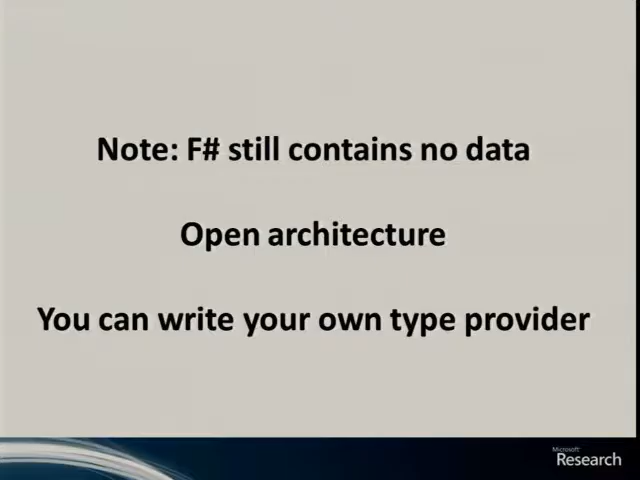 Note: F# still contains no data
Open architecture
You can write your own type provider
Microsoft
Research